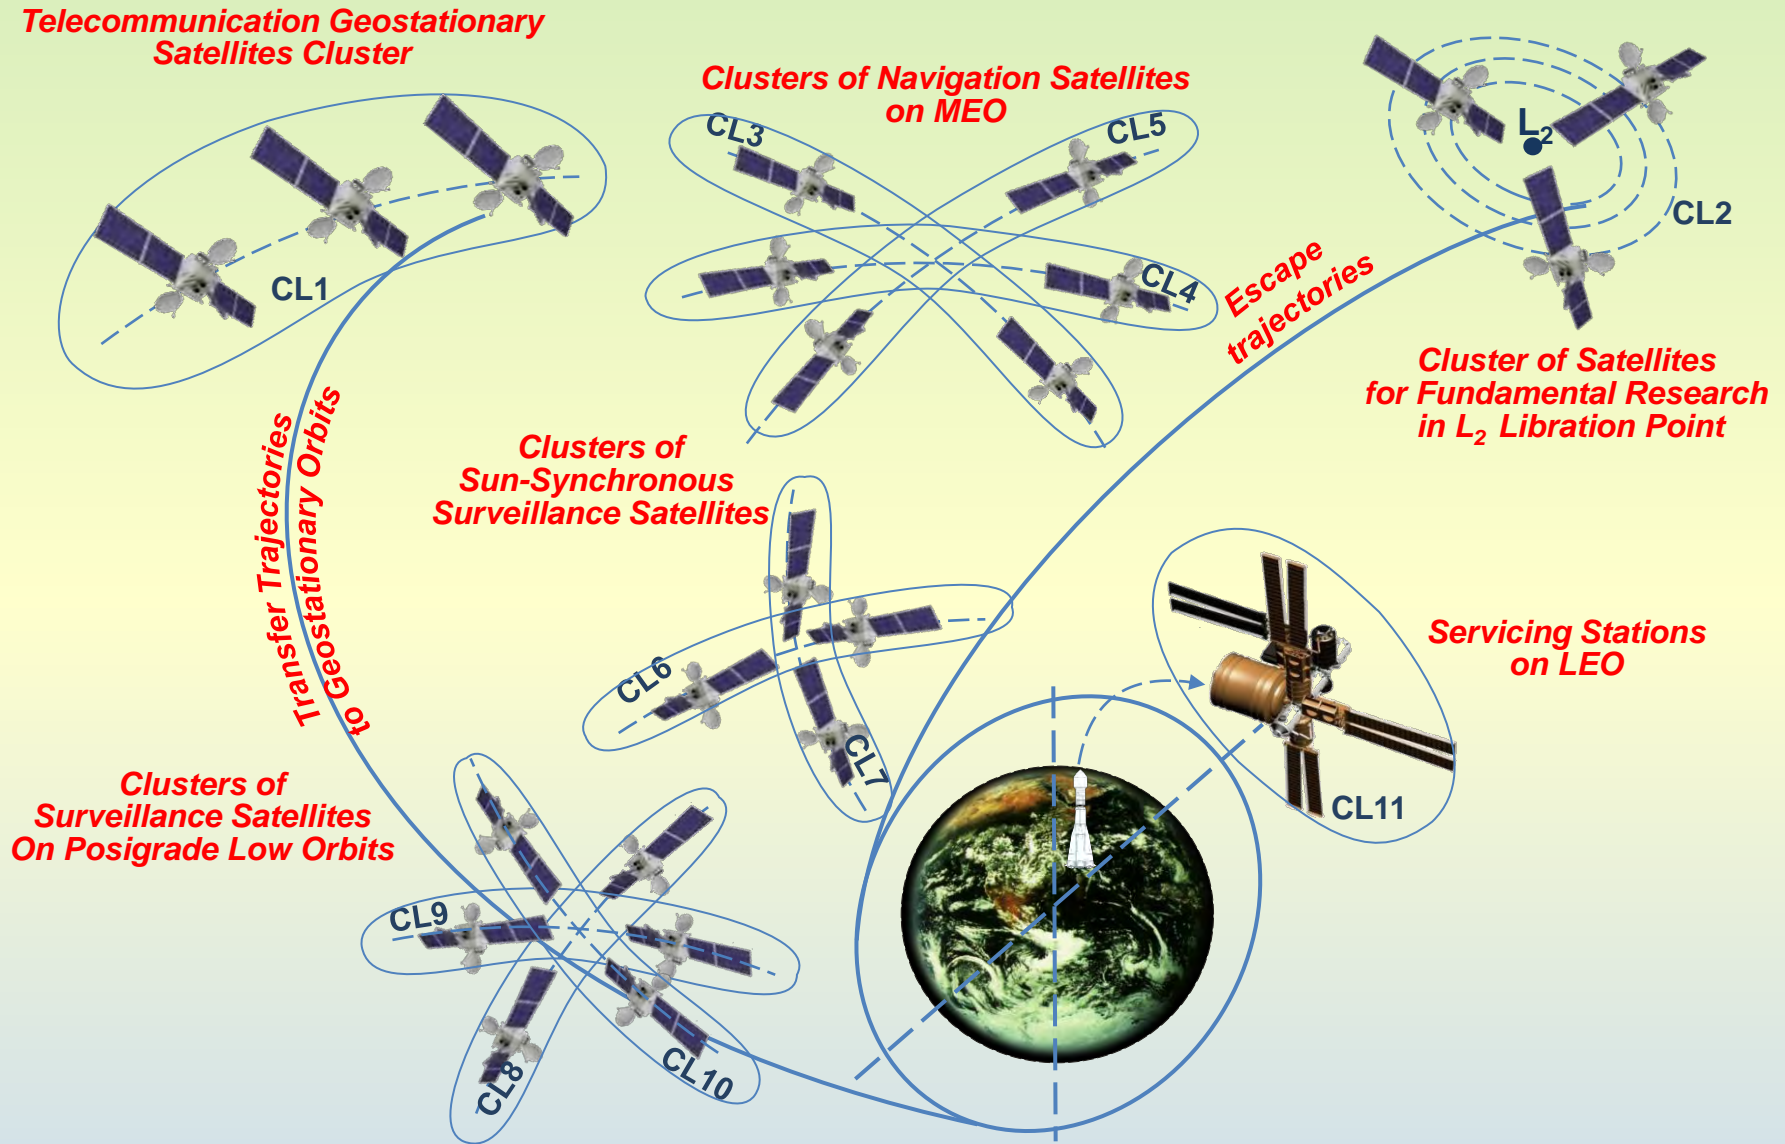 Telecommunication Geostationary
Satellites Cluster
CL1
Clusters of Navigation Satellites
on MEO
CL3
CL5
CL4
L2
CL2
Escape
trajectories
Cluster of Satellites
for Fundamental Research
in L2 Libration Point
Transfer Trajectories
to Geostationary Orbits
Clusters of
Sun-Synchronous
Surveillance Satellites
CL6
CL7
Servicing Stations
on LEO
CL11
Clusters of
Surveillance Satellites
On Posigrade Low Orbits
CL9
CL8
CL10